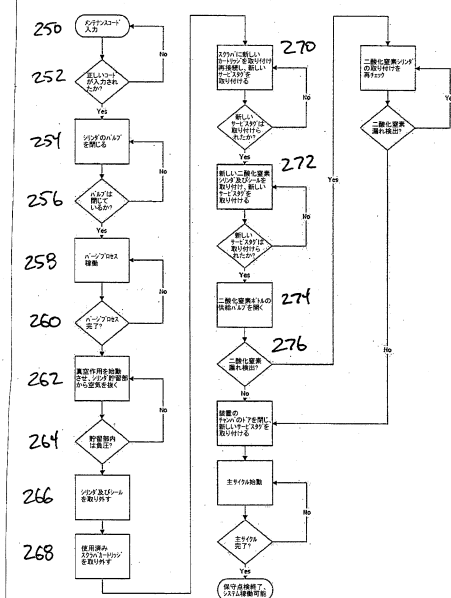 250
メンテナンスコード
入力
No
252
正しいコード
が入力された
か?
Yes
254
シリンダのバルブ
を閉じる
No
256
バルブは
閉じて
いるか?
Yes
258
パージプロセス
稼動
No
260
パージプロセス
完了?
Yes
262
真空作用を始動
させ、シリンダ貯留部
から空気を抜く
No
264
貯留部内
は負圧?
Yes
266
シリンダ及びシール
を取り外す
268
使用済み
スクラバカートリッジ
を取り外す
270
スクラバに新しい
カートリッジを取り付け
再接続し、新しい
サービスタグを
取り付ける
No
新しい
サービスタグは
取り付けら
れたか?
Yes
272
新しい二酸化窒素
シリンダ及びシールを
取り付け、新しい
サービスタグを
取り付ける
No
新しい
サービスタグは
取り付けら
れたか?
Yes
274
二酸化窒素ボトルの
供給バルブを開く
276
二酸化窒素
漏れ検出?
Yes
No
装置の
チャンバのドアを閉じ、
新しいサービスタグを
取り付ける
主サイクル始動
No
主サイクル
完了?
Yes
保守点検終了、
システム稼動可能
二酸化窒素シリンダ
の取り付けを
再チェック
Yes
二酸化窒素
漏れ検出?
No